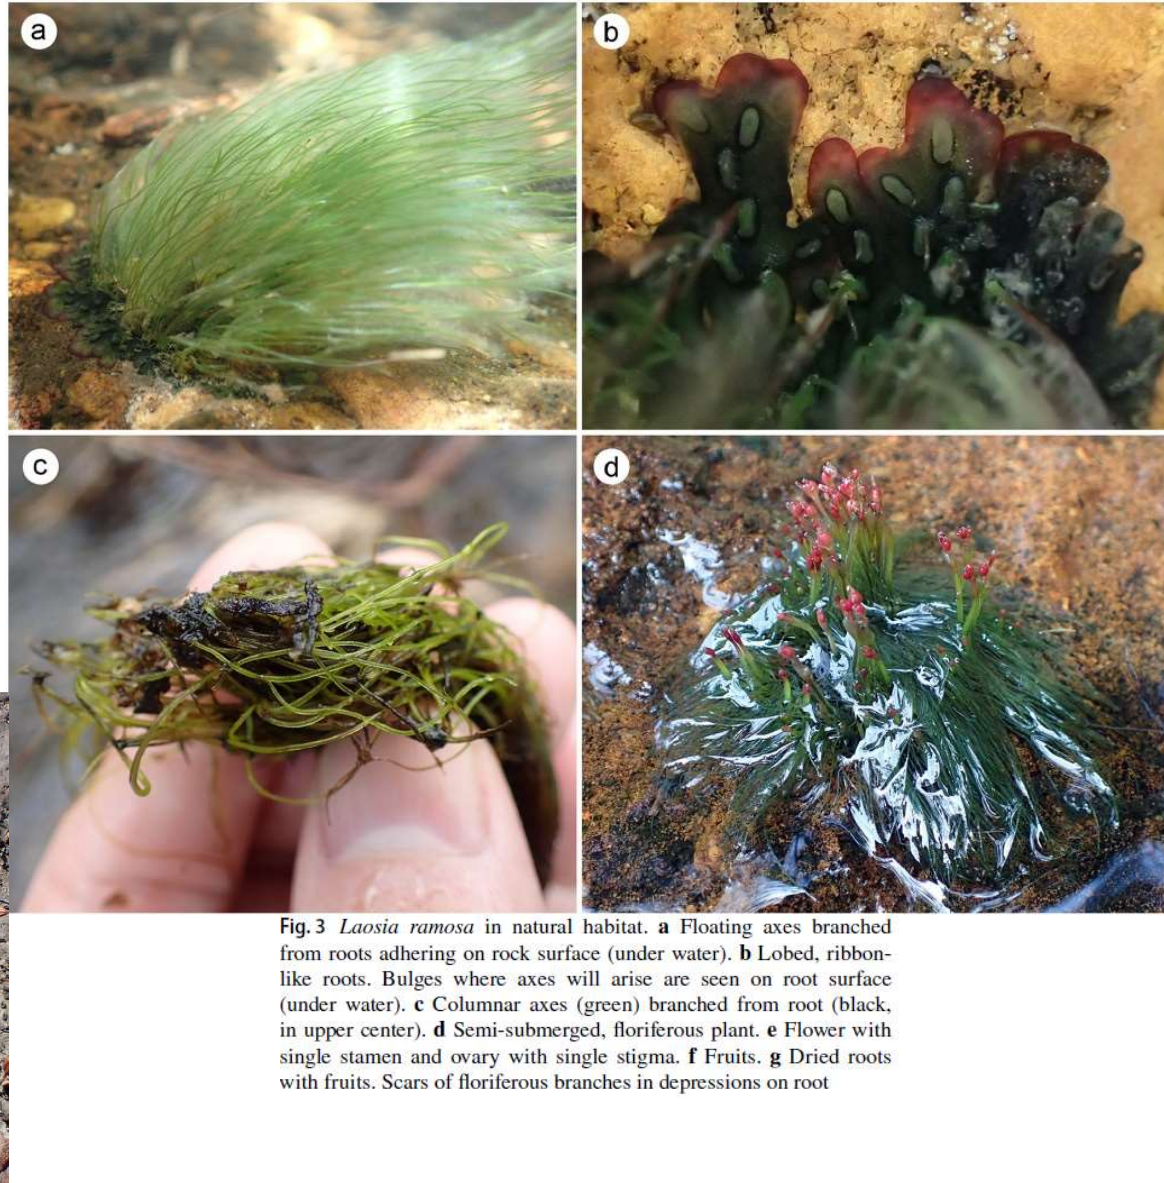 a
b
c
d
Fig. 3 Laosia ramosa in natural habitat. a Floating axes branched
from roots adhering on rock surface (under water). b Lobed, ribbon-
like roots. Bulges where axes will arise are seen on root surface
(under water). c Columnar axes (green) branched from root (black,
in upper center). d Semi-submerged, floriferous plant. e Flower with
single stamen and ovary with single stigma. f Fruits. g Dried roots
with fruits. Scars of floriferous branches in depressions on root